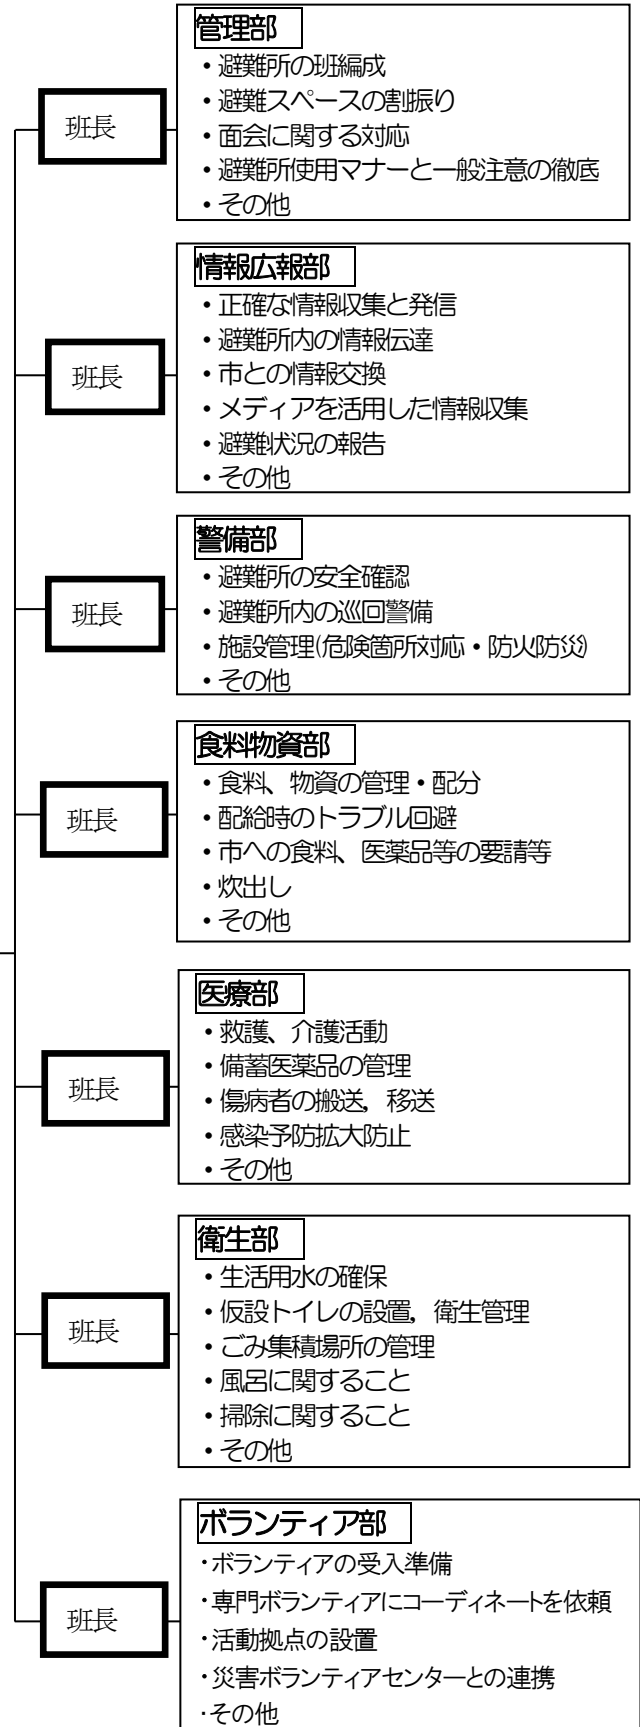 管理部
・避難所の班編成
・避難スペースの割振り
班長
・面会に関する対応
・避難所使用マナーと一般注意の徹底
・その他
情報広報部
・正確な情報収集と発信
・避難所内の情報伝達
班長
・市との情報交換
・メディアを活用した情報収集
・避難状況の報告
・その他
警備部
・避難所の安全確認
班長
・避難所内の巡回警備
・施設管理(危険箇所対応・防火防災)
・その他
食料物資部
・食料、物資の管理・配分
班長
・配給時のトラブル回避
・市への食料、医薬品等の要請等
・炊出し
・その他
医療部
・救護、介護活動
・備蓄医薬品の管理
班長
・傷病者の搬送，移送
・感染予防拡大防止
・その他
衛生部
・生活用水の確保
・仮設トイレの設置，衛生管理
班長
・ごみ集積場所の管理
・風呂に関すること
・掃除に関すること
・その他
ボランティア部
・ボランティアの受入準備
・専門ボランティアにコーディネートを依頼
班長
・活動拠点の設置
・災害ボランティアセンターとの連携
・その他